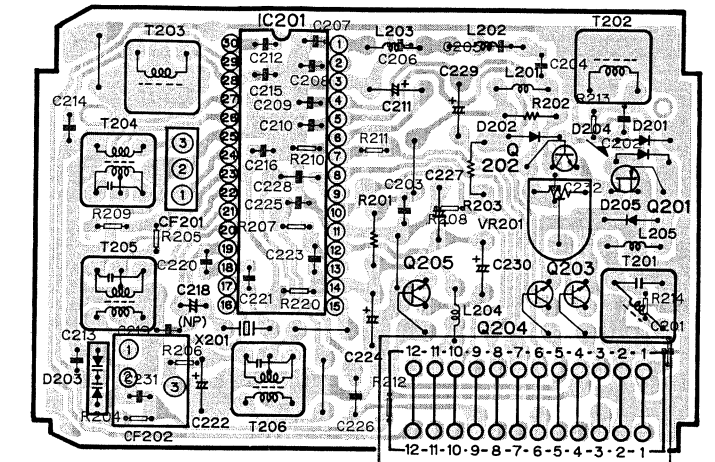 IC201
T203
C207
L203
L202
T202
30
1
C212
C206
C205
C204
29
2
C208
C229
L201
28
3
C215
R213
C214
27
4
C209
C211
R202
T204
26
5
C210
D202
D204
D201
3
25
6
R211
Q
C202
24
7
C216
R210
202
2
23
8
C228
C227
C203
C232
1
22
9
C225
R201
R203
Q201
R209
CF201
21
10
R207
R208
VR201
D205
R205
20
11
L205
T205
C220
19
12
C223
Q205
Q203
T201
18
13
C230
C218
17
14
C221
R220
R214
(NP)
16
15
L204
C201
C213
C219
X201
Q204
C224
1
R206
12-11-10-9-8-7-6-5-4-3-2-1
D203
2
C231
3
R212
R204
CF202
C222
T206
C226
12-11-10-9-8-7-6-5-4-3-2-1